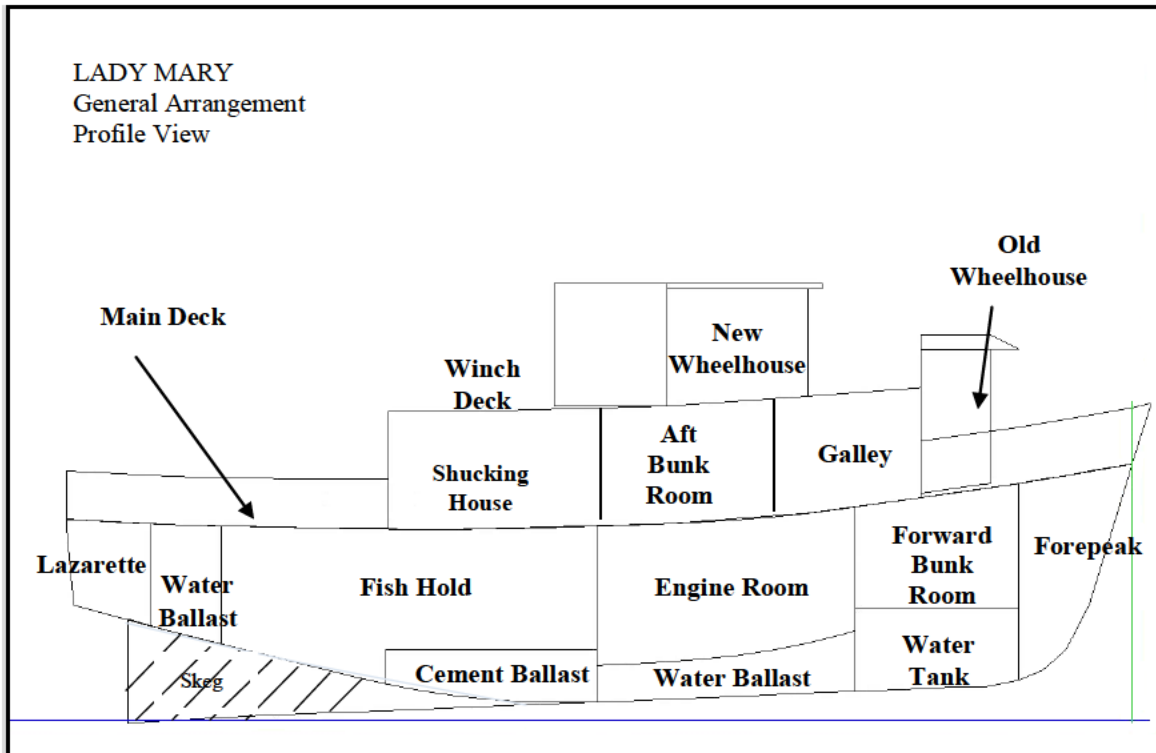 LADY MARY
General Arrangement
Profile View
Old
Wheelhouse
Main Deck
New
Wheelhouse
Winch
Deck
Aft
Bunk
Room
Galley
Shucking
House
Lazarette
Water
Ballast
Fish Hold
Engine Room
Forward
Bunk
Room
Forepeak
Skeg
Cement Ballast
Water Ballast
Water
Tank